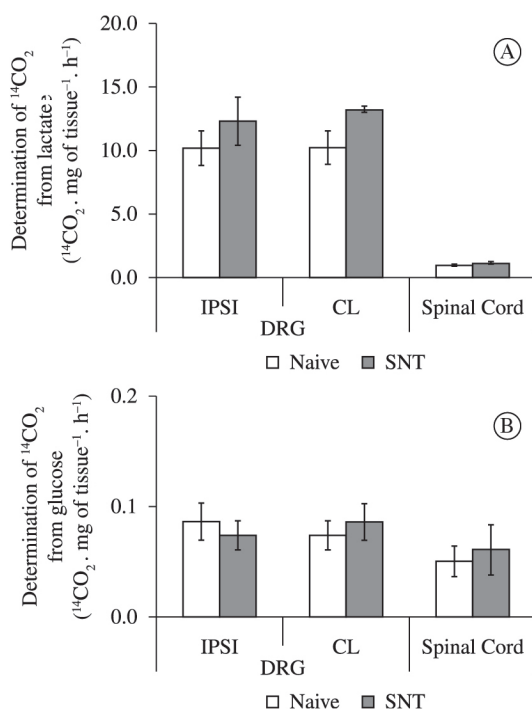 20.0
15.0
10.0
5.0
0.0
Determination of ¹⁴CO₂
from lactate
(¹⁴CO₂ . mg of tissue⁻¹ . h⁻¹)
A
IPSI
CL
Spinal Cord
DRG
Naive
SNT
0.2
0.1
0.0
Determination of ¹⁴CO₂
from glucose
(¹⁴CO₂ . mg of tissue⁻¹ . h⁻¹)
B
IPSI
CL
Spinal Cord
DRG
Naive
SNT